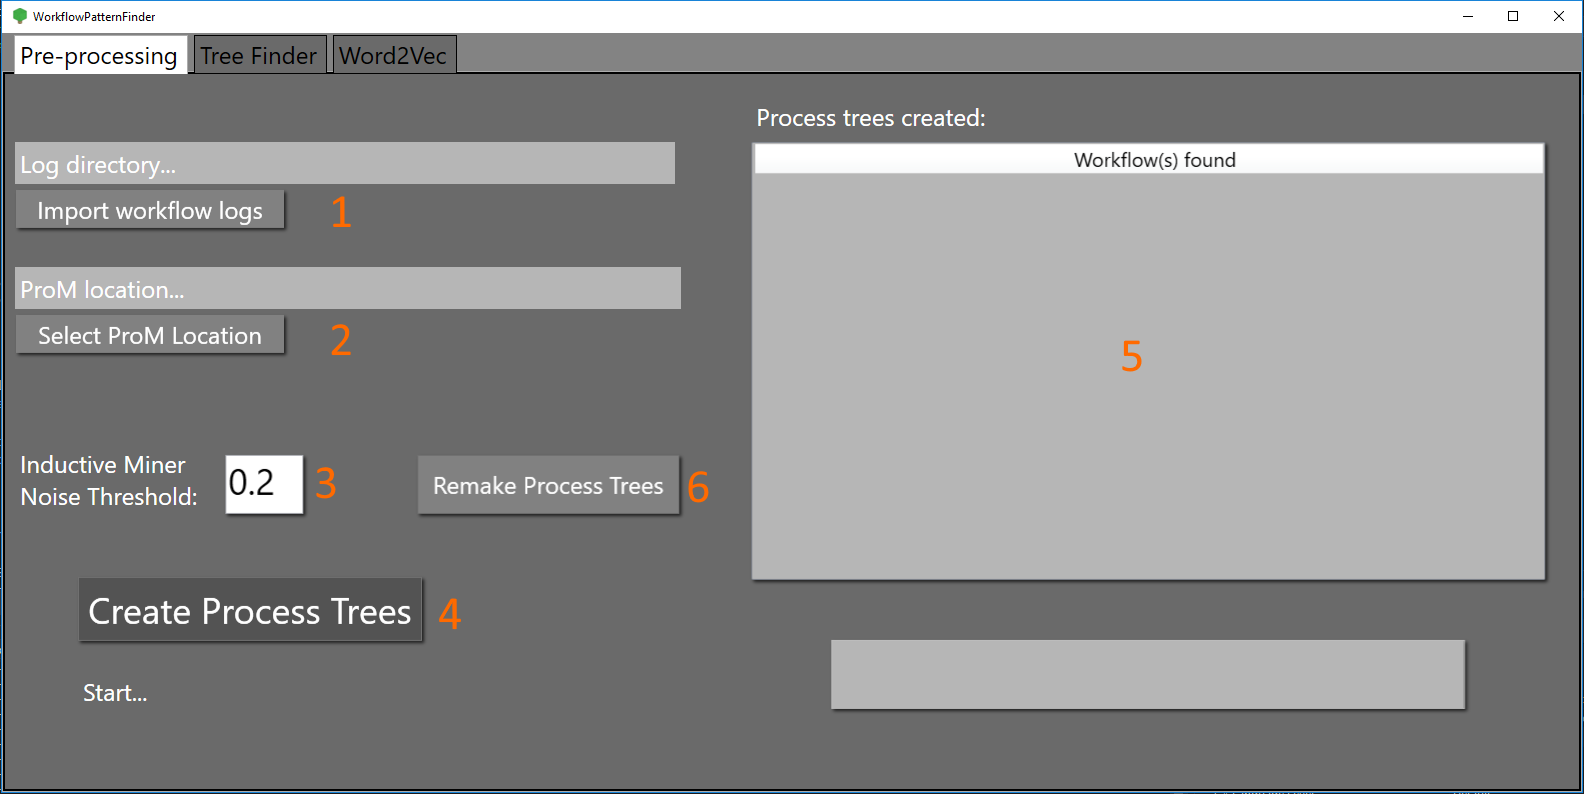 WorkflowPatternFinder
Pre-processing
Tree Finder
Word2Vec
Log directory...
Import workflow logs
1
ProM location...
Select ProM Location
2
Inductive Miner
Noise Threshold:
0.2
3
Remake Process Trees
6
Create Process Trees
4
Start...
Process trees created:
Workflow(s) found
5